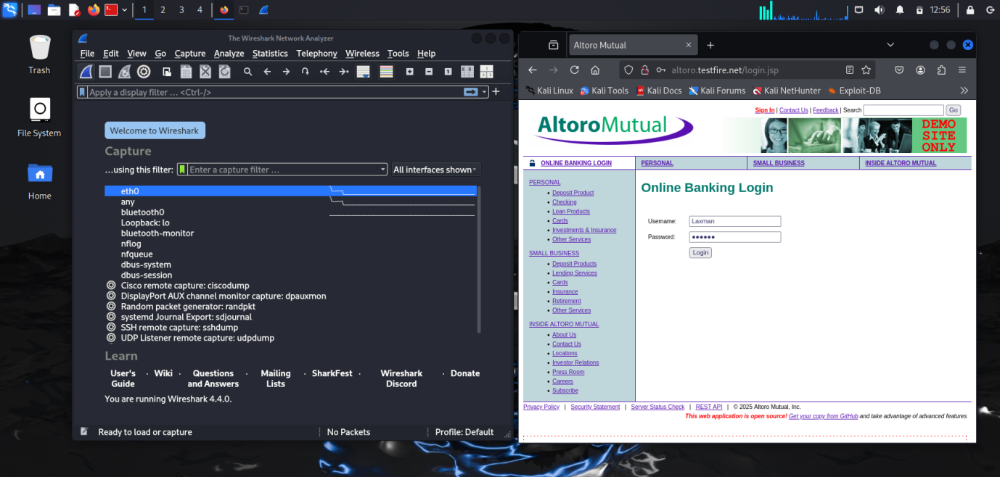 1 2 3 4
12:56
Trash
File System
Home
The Wireshark Network Analyzer
File Edit View Go Capture Analyze Statistics Telephony Wireless Tools Help
Apply a display filter ... <Ctrl-/>
Welcome to Wireshark
Capture
...using this filter: Enter a capture filter ... All interfaces shown
eth0
any
bluetooth0
Loopback: lo
bluetooth-monitor
nflog
nfqueue
dbus-system
dbus-session
Cisco remote capture: ciscodump
DisplayPort AUX channel monitor capture: dpauxmon
Random packet generator: randpkt
systemd Journal Export: sdjournal
SSH remote capture: sshdump
UDP Listener remote capture: udpdump
Learn
User's Guide · Wiki · Questions and Answers · Mailing Lists · SharkFest · Wireshark Discord · Donate
You are running Wireshark 4.4.0.
Ready to load or capture No Packets Profile: Default
Altoro Mutual
altoro.testfire.net/login.jsp
Kali Linux Kali Tools Kali Docs Kali Forums Kali NetHunter Exploit-DB
Sign In | Contact Us | Feedback | Search Go
AltoroMutual
DEMO
SITE
ONLY
ONLINE BANKING LOGIN PERSONAL SMALL BUSINESS INSIDE ALTORO MUTUAL
PERSONAL
• Deposit Product
• Checking
• Loan Products
• Cards
• Investments & Insurance
• Other Services
SMALL BUSINESS
• Deposit Products
• Lending Services
• Cards
• Insurance
• Retirement
• Other Services
INSIDE ALTORO MUTUAL
• About Us
• Contact Us
• Locations
• Investor Relations
• Press Room
• Careers
• Subscribe
Online Banking Login
Username: Laxman
Password: ••••••
Login
Privacy Policy | Security Statement | Server Status Check | REST API | © 2025 Altoro Mutual, Inc.
This web application is open source! Get your copy from GitHub and take advantage of advanced features